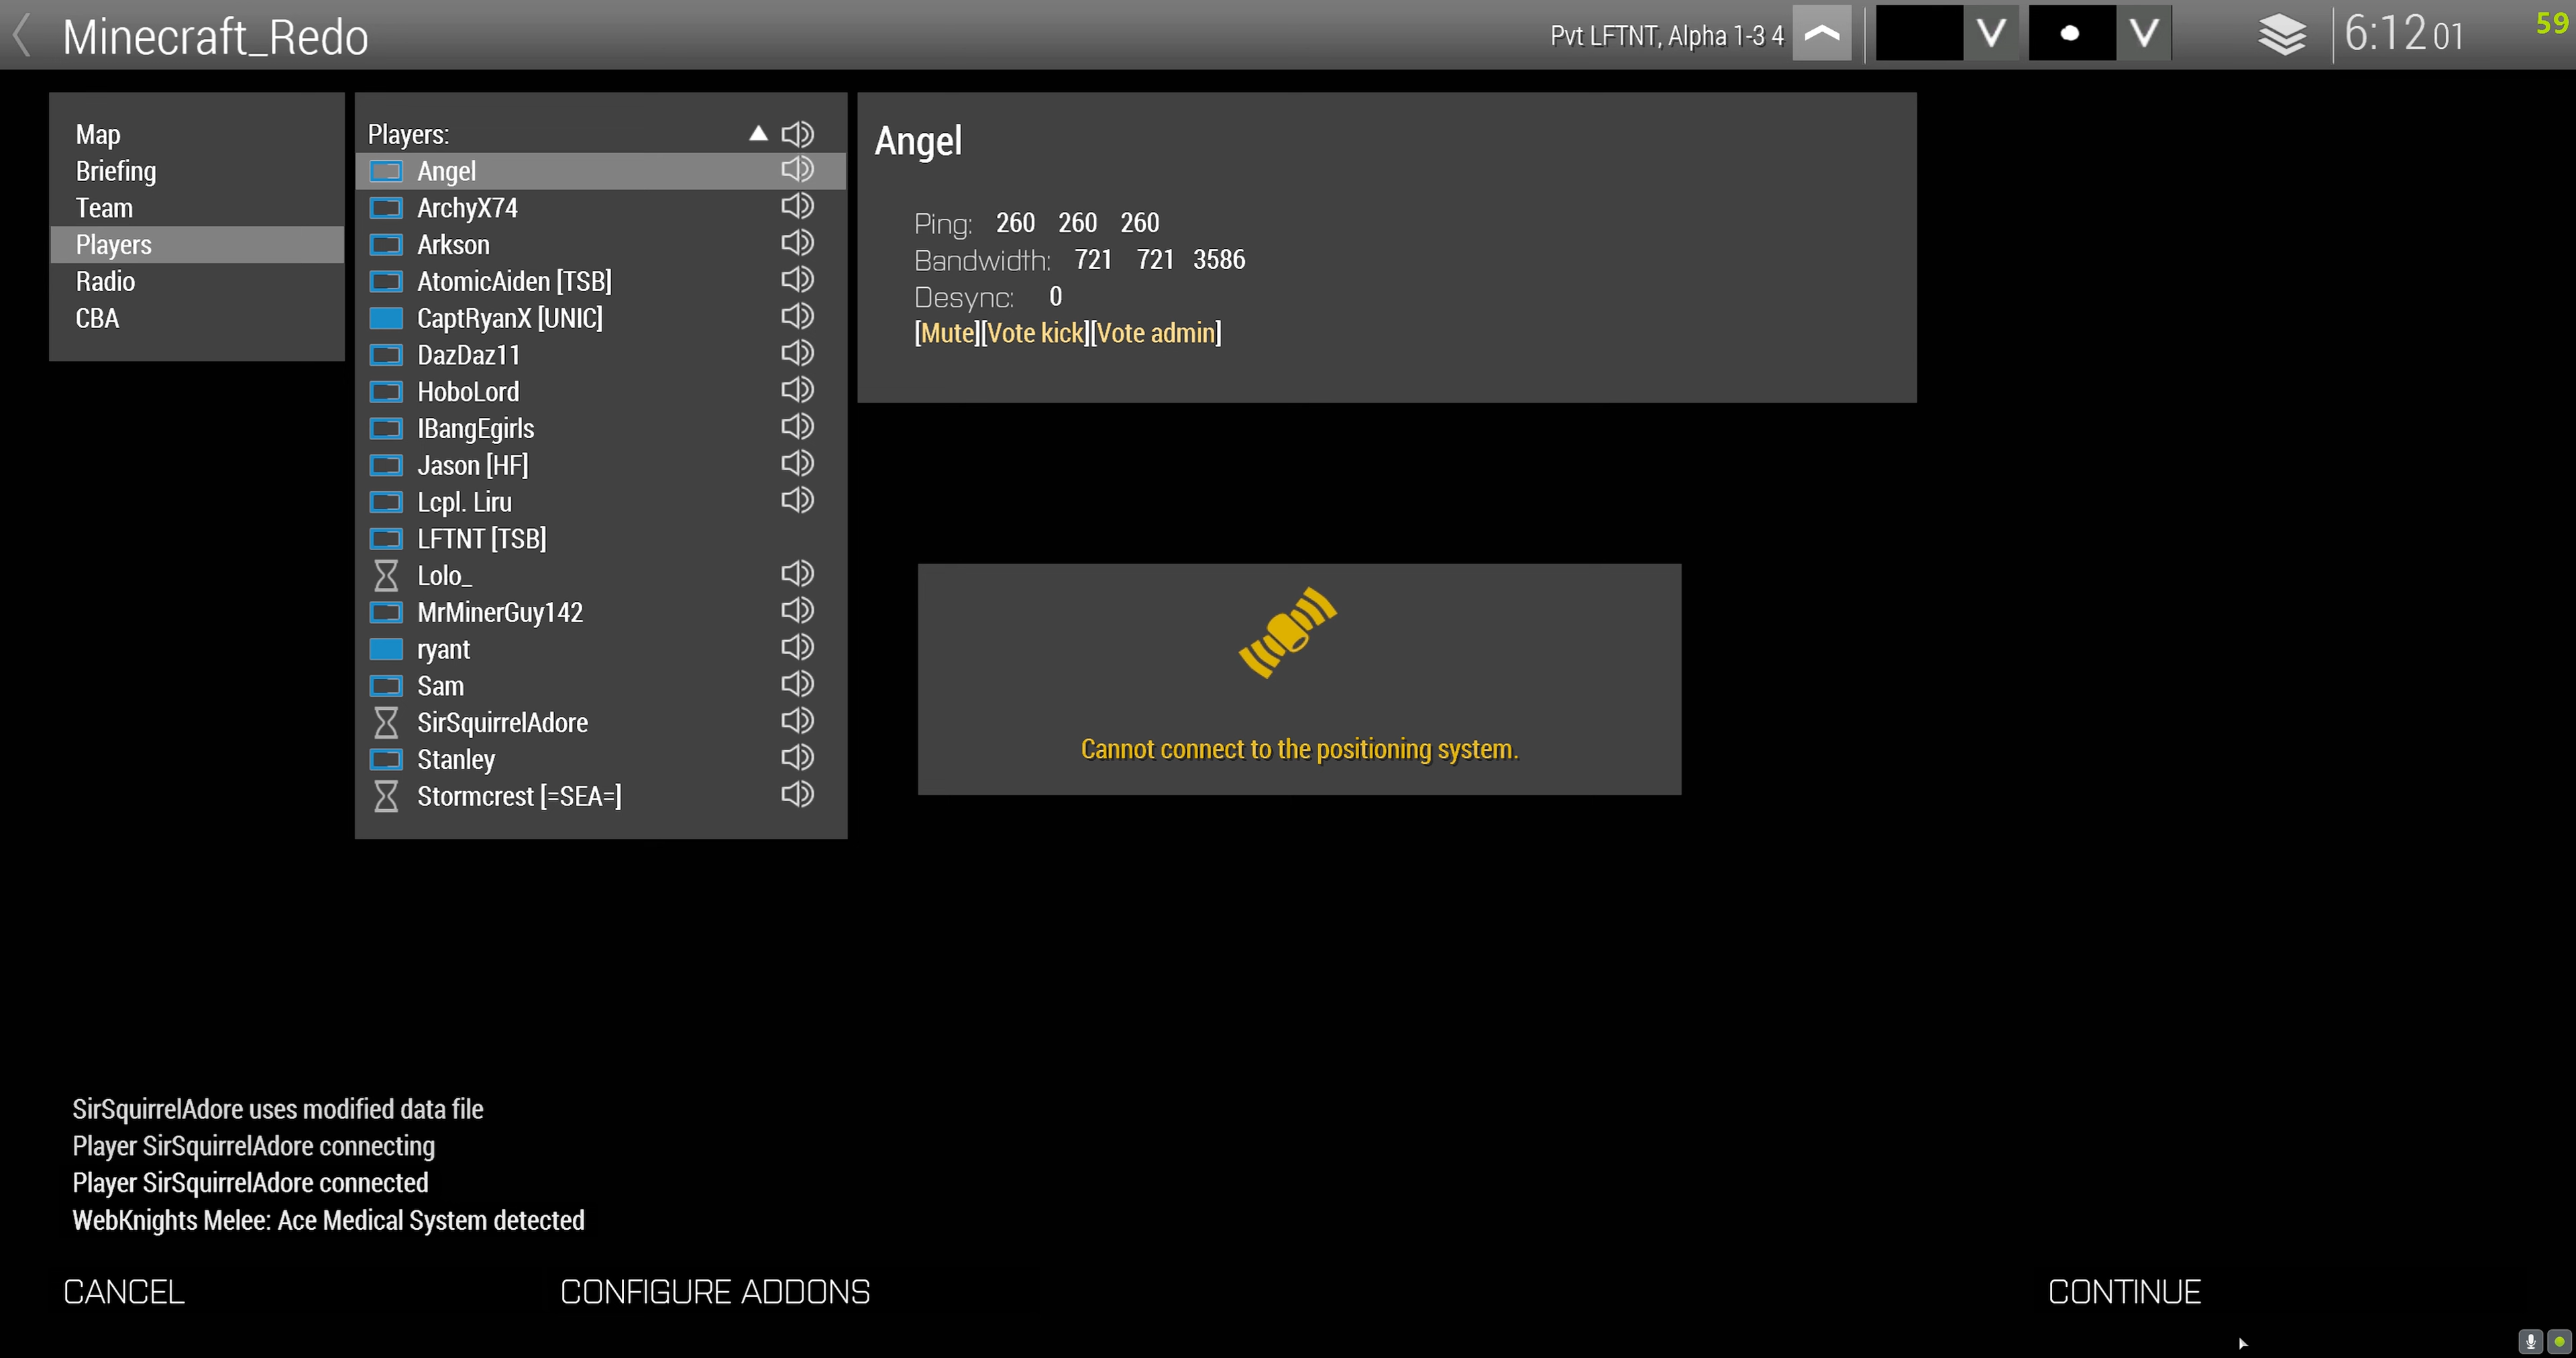 Minecraft_Redo
Pvt LFTNT, Alpha 1-3 4
6:12 01
59
Map
Briefing
Team
Players
Radio
CBA
Players:
Angel
ArchyX74
Arkson
AtomicAiden [TSB]
CaptRyanX [UNIC]
DazDaz11
HoboLord
IBangEgirls
Jason [HF]
Lcpl. Liru
LFTNT [TSB]
Lolo_
MrMinerGuy142
ryant
Sam
SirSquirrelAdore
Stanley
Stormcrest [=SEA=]
Angel
Ping: 260 260 260
Bandwidth: 721 721 3586
Desync: 0
[Mute][Vote kick][Vote admin]
Cannot connect to the positioning system.
SirSquirrelAdore uses modified data file
Player SirSquirrelAdore connecting
Player SirSquirrelAdore connected
WebKnights Melee: Ace Medical System detected
CANCEL
CONFIGURE ADDONS
CONTINUE